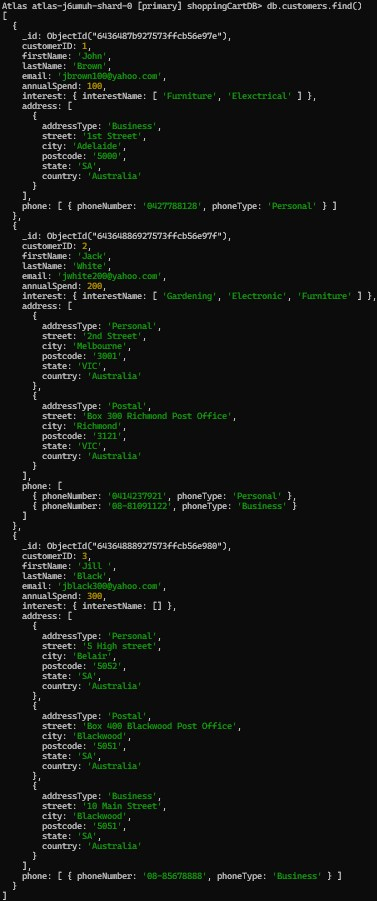 Atlas atlas-j6umuh-shard-0 [primary] shoppingCartDB> db.customers.find()
[
  {
    _id: ObjectId("6436487b927573ffcb56e97e"),
    customerID: 1,
    firstName: 'John',
    lastName: 'Brown',
    email: 'jbrown100@yahoo.com',
    annualSpend: 100,
    interest: { interestName: [ 'Furniture', 'Elexctrical' ] },
    address: [
      {
        addressType: 'Business',
        street: '1st Street',
        city: 'Adelaide',
        postcode: '5000',
        state: 'SA',
        country: 'Australia'
      }
    ],
    phone: [ { phoneNumber: '0427788128', phoneType: 'Personal' } ]
  },
  {
    _id: ObjectId("64364886927573ffcb56e97f"),
    customerID: 2,
    firstName: 'Jack',
    lastName: 'White',
    email: 'jwhite200@yahoo.com',
    annualSpend: 200,
    interest: { interestName: [ 'Gardening', 'Electronic', 'Furniture' ] },
    address: [
      {
        addressType: 'Personal',
        street: '2nd Street',
        city: 'Melbourne',
        postcode: '3001',
        state: 'VIC',
        country: 'Australia'
      },
      {
        addressType: 'Postal',
        street: 'Box 300 Richmond Post Office',
        city: 'Richmond',
        postcode: '3121',
        state: 'VIC',
        country: 'Australia'
      }
    ],
    phone: [
      { phoneNumber: '0414237921', phoneType: 'Personal' },
      { phoneNumber: '08-81091122', phoneType: 'Business' }
    ]
  },
  {
    _id: ObjectId("64364888927573ffcb56e980"),
    customerID: 3,
    firstName: 'Jill ',
    lastName: 'Black',
    email: 'jblack300@yahoo.com',
    annualSpend: 300,
    interest: { interestName: [] },
    address: [
      {
        addressType: 'Personal',
        street: '5 High street',
        city: 'Belair',
        postcode: '5052',
        state: 'SA',
        country: 'Australia'
      },
      {
        addressType: 'Postal',
        street: 'Box 400 Blackwood Post Office',
        city: 'Blackwood',
        postcode: '5051',
        state: 'SA',
        country: 'Australia'
      },
      {
        addressType: 'Business',
        street: '10 Main Street',
        city: 'Blackwood',
        postcode: '5051',
        state: 'SA',
        country: 'Australia'
      }
    ],
    phone: [ { phoneNumber: '08-85678888', phoneType: 'Business' } ]
  }
]